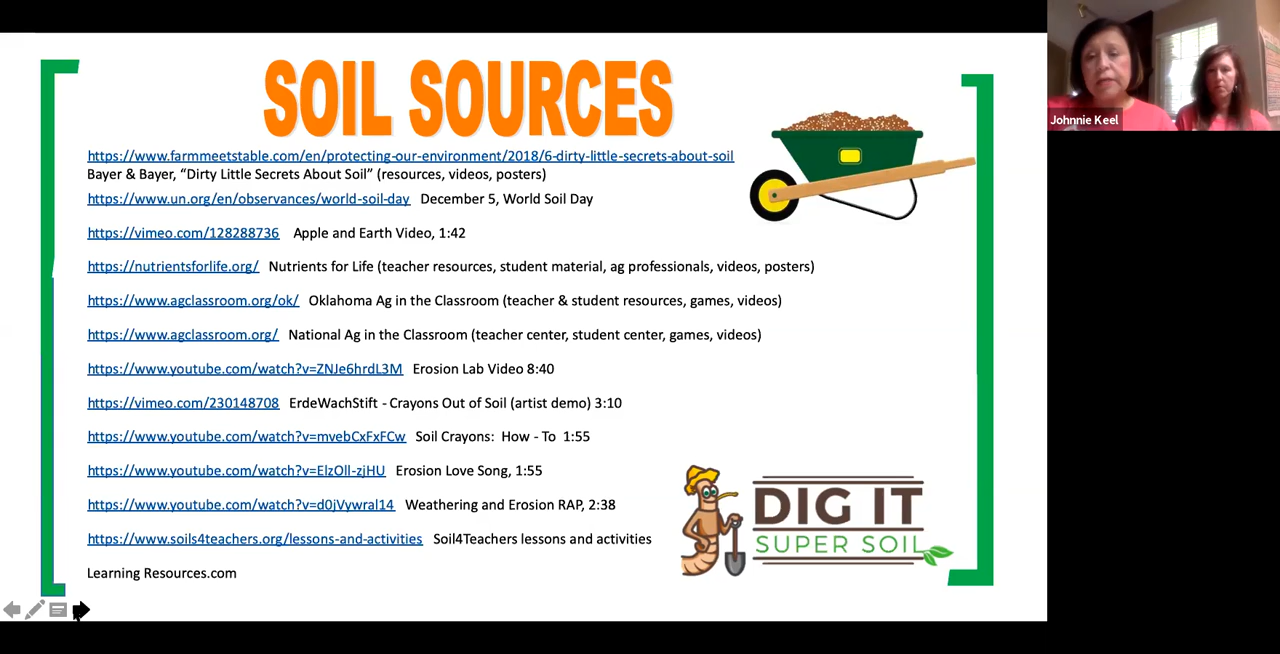 SOIL SOURCES
https://www.farmmeetstable.com/en/protecting-our-environment/2018/6-dirty-little-secrets-about-soil
Bayer & Bayer, “Dirty Little Secrets About Soil” (resources, videos, posters)
https://www.un.org/en/observances/world-soil-day December 5, World Soil Day
https://vimeo.com/128288736 Apple and Earth Video, 1:42
https://nutrientsforlife.org/ Nutrients for Life (teacher resources, student material, ag professionals, videos, posters)
https://www.agclassroom.org/ok/ Oklahoma Ag in the Classroom (teacher & student resources, games, videos)
https://www.agclassroom.org/ National Ag in the Classroom (teacher center, student center, games, videos)
https://www.youtube.com/watch?v=ZNJe6hrdL3M Erosion Lab Video 8:40
https://vimeo.com/230148708 ErdeWachStift - Crayons Out of Soil (artist demo) 3:10
https://www.youtube.com/watch?v=mvebCxFxFCw Soil Crayons: How - To 1:55
https://www.youtube.com/watch?v=ElzOll-zjHU Erosion Love Song, 1:55
https://www.youtube.com/watch?v=d0jVywral14 Weathering and Erosion RAP, 2:38
https://www.soils4teachers.org/lessons-and-activities Soil4Teachers lessons and activities
Learning Resources.com
DIG IT
SUPER SOIL
Johnnie Keel